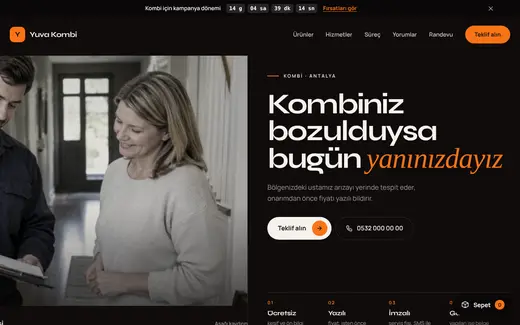 Kombi için kampanya dönemi 14 g 04 sa 39 dk 14 sn Fırsatları gör
Y Yuva Kombi
Ürünler Hizmetler Süreç Yorumlar Randevu Teklif alın
KOMBİ · ANTALYA
Kombiniz
bozulduysa
bugün yanınızdayız
Bölgenizdeki ustamız arızayı yerinde tespit eder,
onarımdan önce fiyatı yazılı bildirir.
Teklif alın 0532 000 00 00
Sepet 0
01 02 03
Ücretsiz Yazılı İmzalı